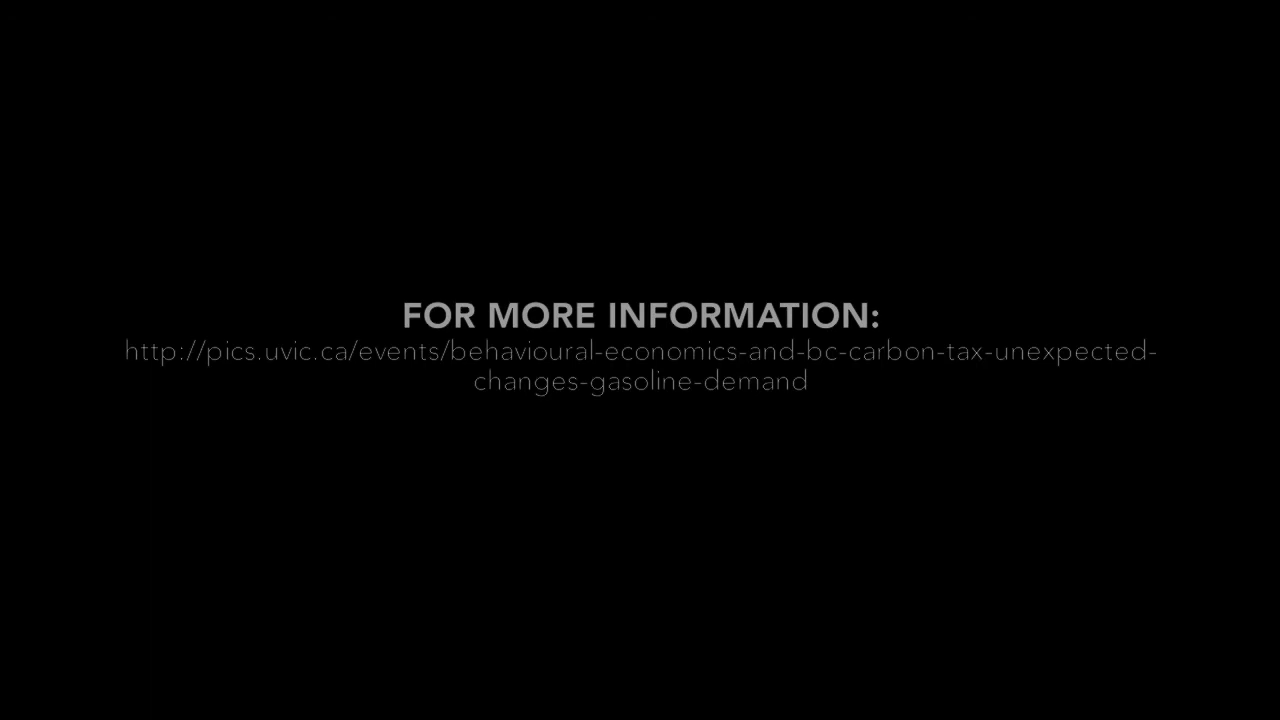 FOR MORE INFORMATION:
http://pics.uvic.ca/events/behavioural-economics-and-bc-carbon-tax-unexpected-
changes-gasoline-demand